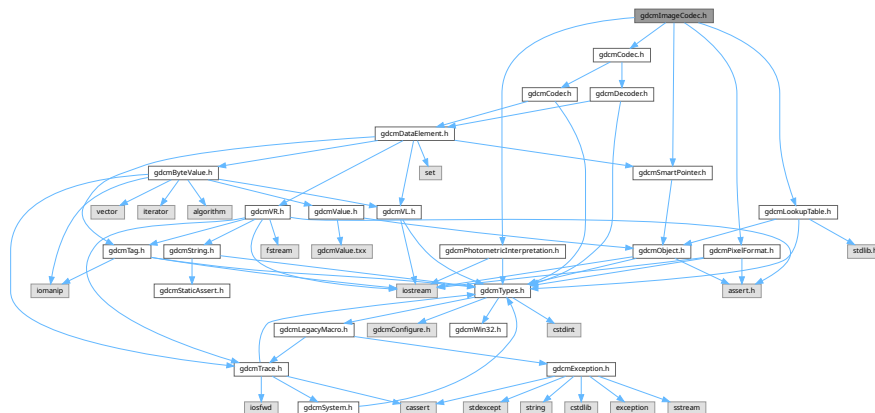 gdcmImageCodec.h
gdcmCodec.h
gdcmCoder.h
gdcmDecoder.h
gdcmDataElement.h
gdcmByteValue.h
set
gdcmSmartPointer.h
vector
iterator
algorithm
gdcmVR.h
gdcmValue.h
gdcmVL.h
gdcmLookupTable.h
gdcmTag.h
gdcmString.h
fstream
gdcmValue.txx
gdcmPhotometricInterpretation.h
gdcmObject.h
gdcmPixelFormat.h
stdlib.h
iomanip
gdcmStaticAssert.h
iostream
gdcmTypes.h
assert.h
gdcmLegacyMacro.h
gdcmConfigure.h
gdcmWin32.h
cstdint
gdcmTrace.h
gdcmException.h
iosfwd
gdcmSystem.h
cassert
stdexcept
string
cstdlib
exception
sstream